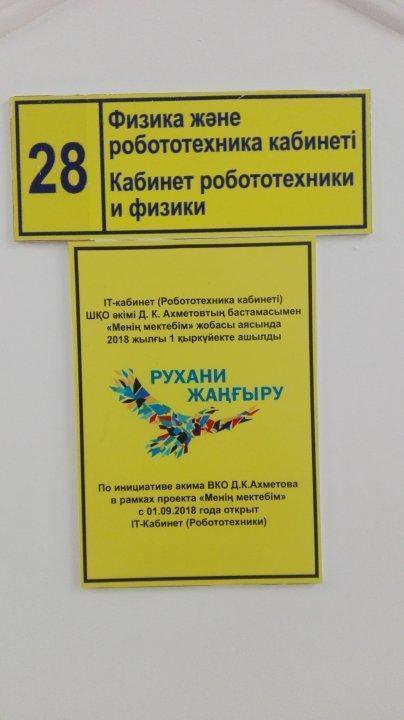 28
Физика және
робототехника кабинеті
Кабинет робототехники
и физики
ІТ-кабинет (Робототехника кабинеті)
ШҚО әкімі Д. К. Ахметовтың бастамасымен
«Менің мектебім» жобасы аясында
2018 жылғы 1 қыркүйекте ашылды
РУХАНИ
ЖАҢҒЫРУ
По инициативе акима ВКО Д.К.Ахметова
в рамках проекта «Менің мектебім»
с 01.09.2018 года открыт
ІТ-Кабинет (Робототехники)